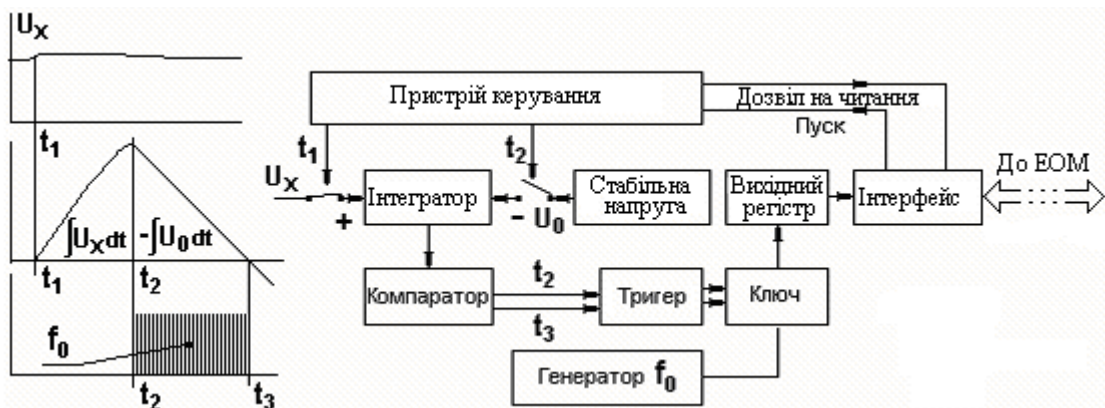 Uₓ
t₁
∫Uₓdt
-∫U₀dt
t₁
t₂
f₀
t₂
t₃
Пристрій керування
Дозвіл на читання
Пуск
t₁
t₂
Uₓ
+
Інтегратор
- U₀
Стабільна
напруга
Вихідний
регістр
Інтерфейс
До ЕОМ
Компаратор
t₂
t₃
Тригер
Ключ
Генератор f₀